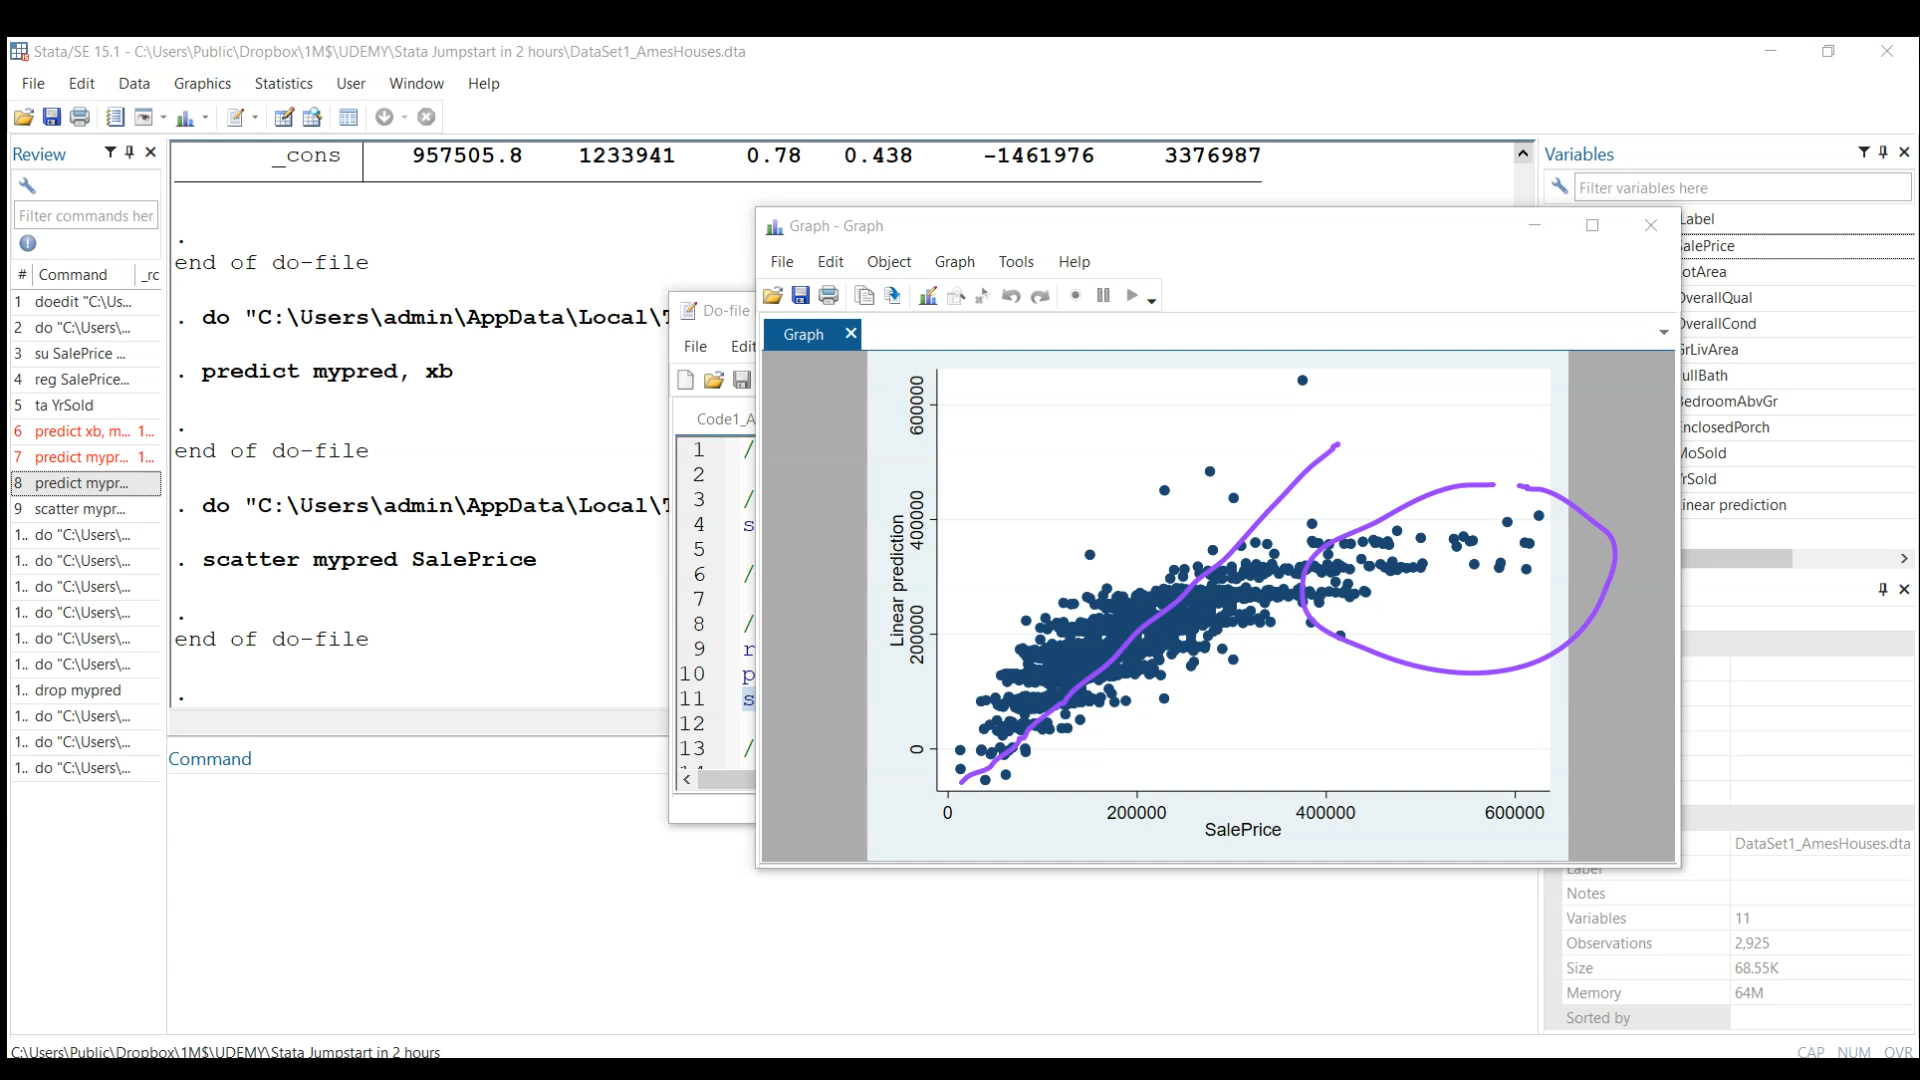 Stata/SE 15.1 - C:\Users\Public\Dropbox\1M$\UDEMY\Stata Jumpstart in 2 hours\DataSet1_AmesHouses.dta
File Edit Data Graphics Statistics User Window Help
Review
Filter commands her
# Command _rc
1 doedit "C:\Us...
2 do "C:\Users\...
3 su SalePrice ...
4 reg SalePrice...
5 ta YrSold
6 predict xb, m... 1...
7 predict mypr... 1...
8 predict mypr...
9 scatter mypr...
1.. do "C:\Users\...
1.. do "C:\Users\...
1.. do "C:\Users\...
1.. do "C:\Users\...
1.. do "C:\Users\...
1.. do "C:\Users\...
1.. drop mypred
1.. do "C:\Users\...
1.. do "C:\Users\...
1.. do "C:\Users\...
_cons 957505.8 1233941 0.78 0.438 -1461976 3376987
.
end of do-file
. do "C:\Users\admin\AppData\Local\
. predict mypred, xb
.
end of do-file
. do "C:\Users\admin\AppData\Local\
. scatter mypred SalePrice
.
end of do-file
.
Command
Do-file
File Edit
Code1_A
1 /
2
3 /
4 s
5
6 /
7
8 /
9 r
10 p
11 s
12
13 /
Graph - Graph
File Edit Object Graph Tools Help
Graph
Linear prediction
600000
400000
200000
0
0 200000 400000 600000
SalePrice
Variables
Filter variables here
Label
SalePrice
LotArea
OverallQual
OverallCond
GrLivArea
FullBath
BedroomAbvGr
EnclosedPorch
MoSold
YrSold
Linear prediction
DataSet1_AmesHouses.dta
Label
Notes
Variables 11
Observations 2,925
Size 68.55K
Memory 64M
Sorted by
C:\Users\Public\Dropbox\1M$\UDEMY\Stata Jumpstart in 2 hours
CAP NUM OVR